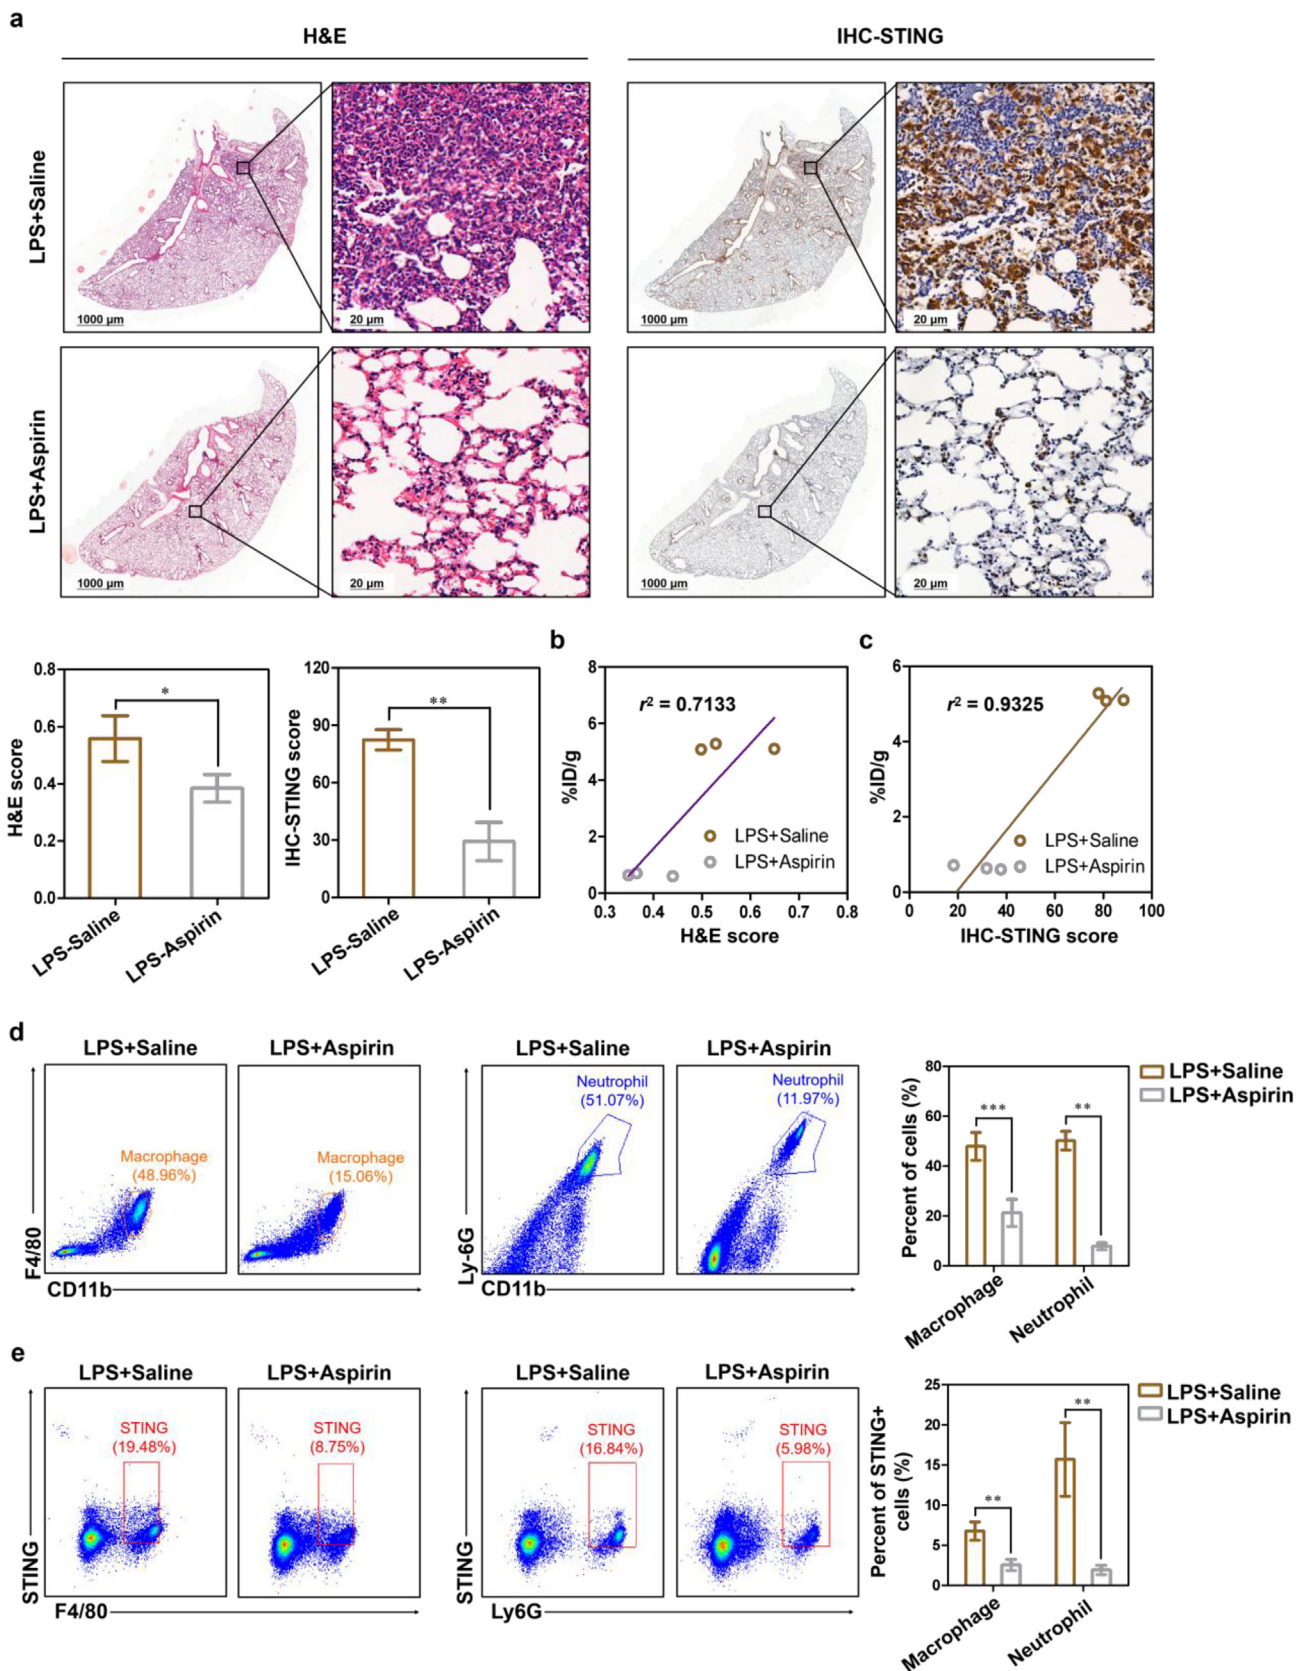 a
H&E
IHC-STING
LPS+Saline
1000 μm
20 μm
1000 μm
20 μm
LPS+Aspirin
1000 μm
20 μm
1000 μm
20 μm
H&E score
0.8
0.6
0.4
0.2
0.0
*
LPS-Saline
LPS-Aspirin
IHC-STING score
120
90
60
30
0
**
LPS-Saline
LPS-Aspirin
b
%ID/g
8
6
4
2
0
r² = 0.7133
LPS+Saline
LPS+Aspirin
0.3 0.4 0.5 0.6 0.7 0.8
H&E score
c
%ID/g
6
4
2
0
r² = 0.9325
LPS+Saline
LPS+Aspirin
0 20 40 60 80 100
IHC-STING score
d
LPS+Saline
Macrophage
(48.96%)
LPS+Aspirin
Macrophage
(15.06%)
F4/80
CD11b
LPS+Saline
Neutrophil
(51.07%)
LPS+Aspirin
Neutrophil
(11.97%)
Ly-6G
CD11b
Percent of cells (%)
80
60
40
20
0
***
**
LPS+Saline
LPS+Aspirin
Macrophage
Neutrophil
e
LPS+Saline
STING
(19.48%)
LPS+Aspirin
STING
(8.75%)
STING
F4/80
LPS+Saline
STING
(16.84%)
LPS+Aspirin
STING
(5.98%)
STING
Ly6G
Percent of STING+
cells (%)
25
20
15
10
5
0
**
**
LPS+Saline
LPS+Aspirin
Macrophage
Neutrophil